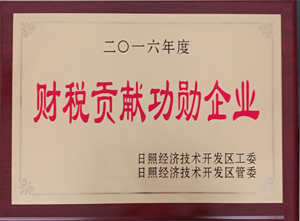 二〇一六年度
财税贡献功勋企业
日照经济技术开发区工委
日照经济技术开发区管委